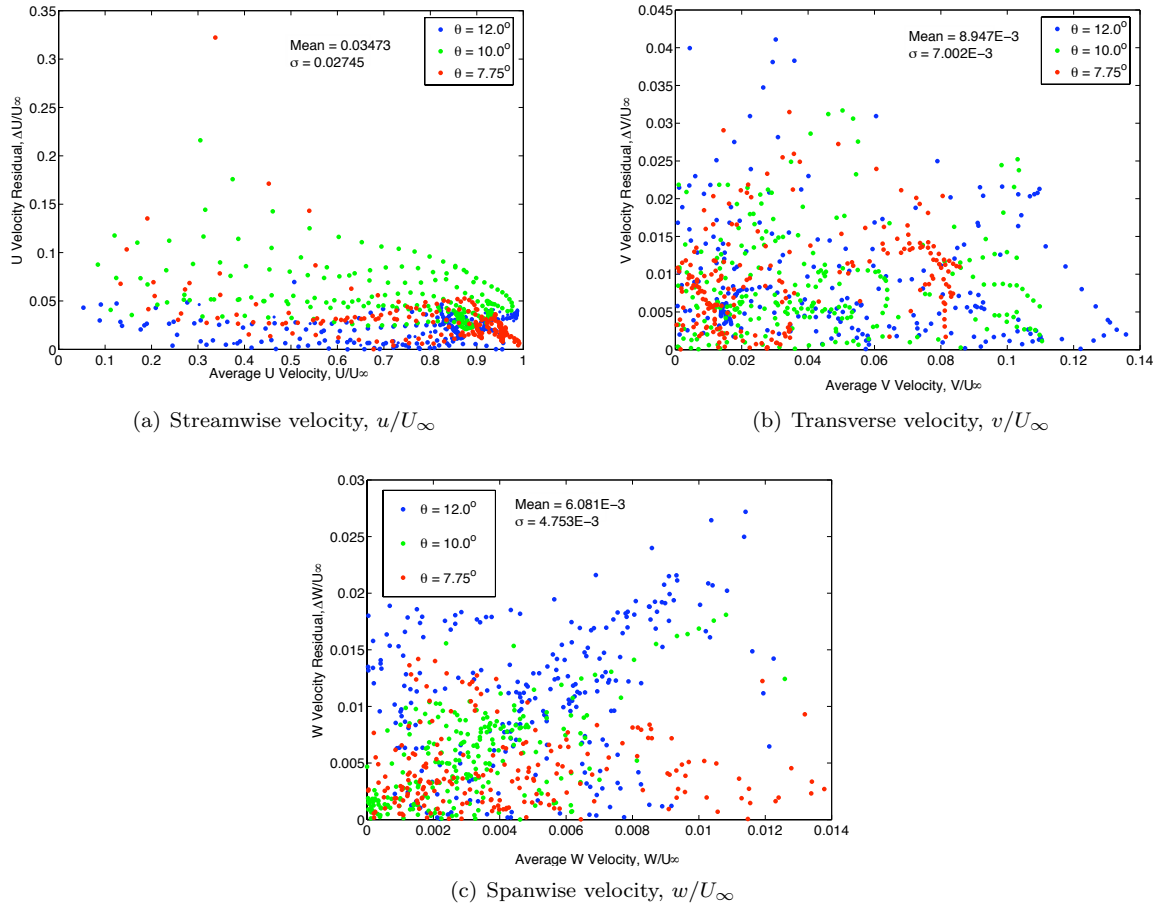 0.35
0.3
0.25
0.2
0.15
0.1
0.05
0
U Velocity Residual, ΔU/U∞
Mean = 0.03473
σ = 0.02745
θ = 12.0°
θ = 10.0°
θ = 7.75°
0 0.1 0.2 0.3 0.4 0.5 0.6 0.7 0.8 0.9 1
Average U Velocity, U/U∞
(a) Streamwise velocity, u/U∞
0.045
0.04
0.035
0.03
0.025
0.02
0.015
0.01
0.005
0
V Velocity Residual, ΔV/U∞
Mean = 8.947E−3
σ = 7.002E−3
θ = 12.0°
θ = 10.0°
θ = 7.75°
0.02 0.04 0.06 0.08 0.1 0.12 0.14
Average V Velocity, V/U∞
(b) Transverse velocity, v/U∞
0.03
0.025
0.02
0.015
0.01
0.005
0
W Velocity Residual, ΔW/U∞
θ = 12.0°
θ = 10.0°
θ = 7.75°
Mean = 6.081E−3
σ = 4.753E−3
0 0.002 0.004 0.006 0.008 0.01 0.012 0.014
Average W Velocity, W/U∞
(c) Spanwise velocity, w/U∞